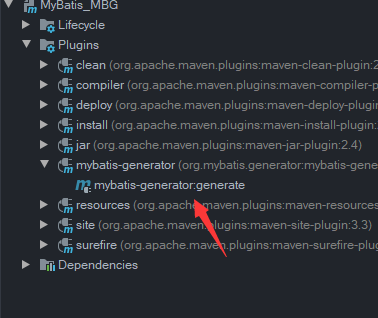 MyBatis_MBG
Lifecycle
Plugins
clean (org.apache.maven.plugins:maven-clean-plugin:2
compiler (org.apache.maven.plugins:maven-compiler-p
deploy (org.apache.maven.plugins:maven-deploy-plugin
install (org.apache.maven.plugins:maven-install-plugin:
jar (org.apache.maven.plugins:maven-jar-plugin:2.4)
mybatis-generator (org.mybatis.generator:mybatis-gene
mybatis-generator:generate
resources (org.apache.maven.plugins:maven-resources
site (org.apache.maven.plugins:maven-site-plugin:3.3)
surefire (org.apache.maven.plugins:maven-surefire-plug
Dependencies